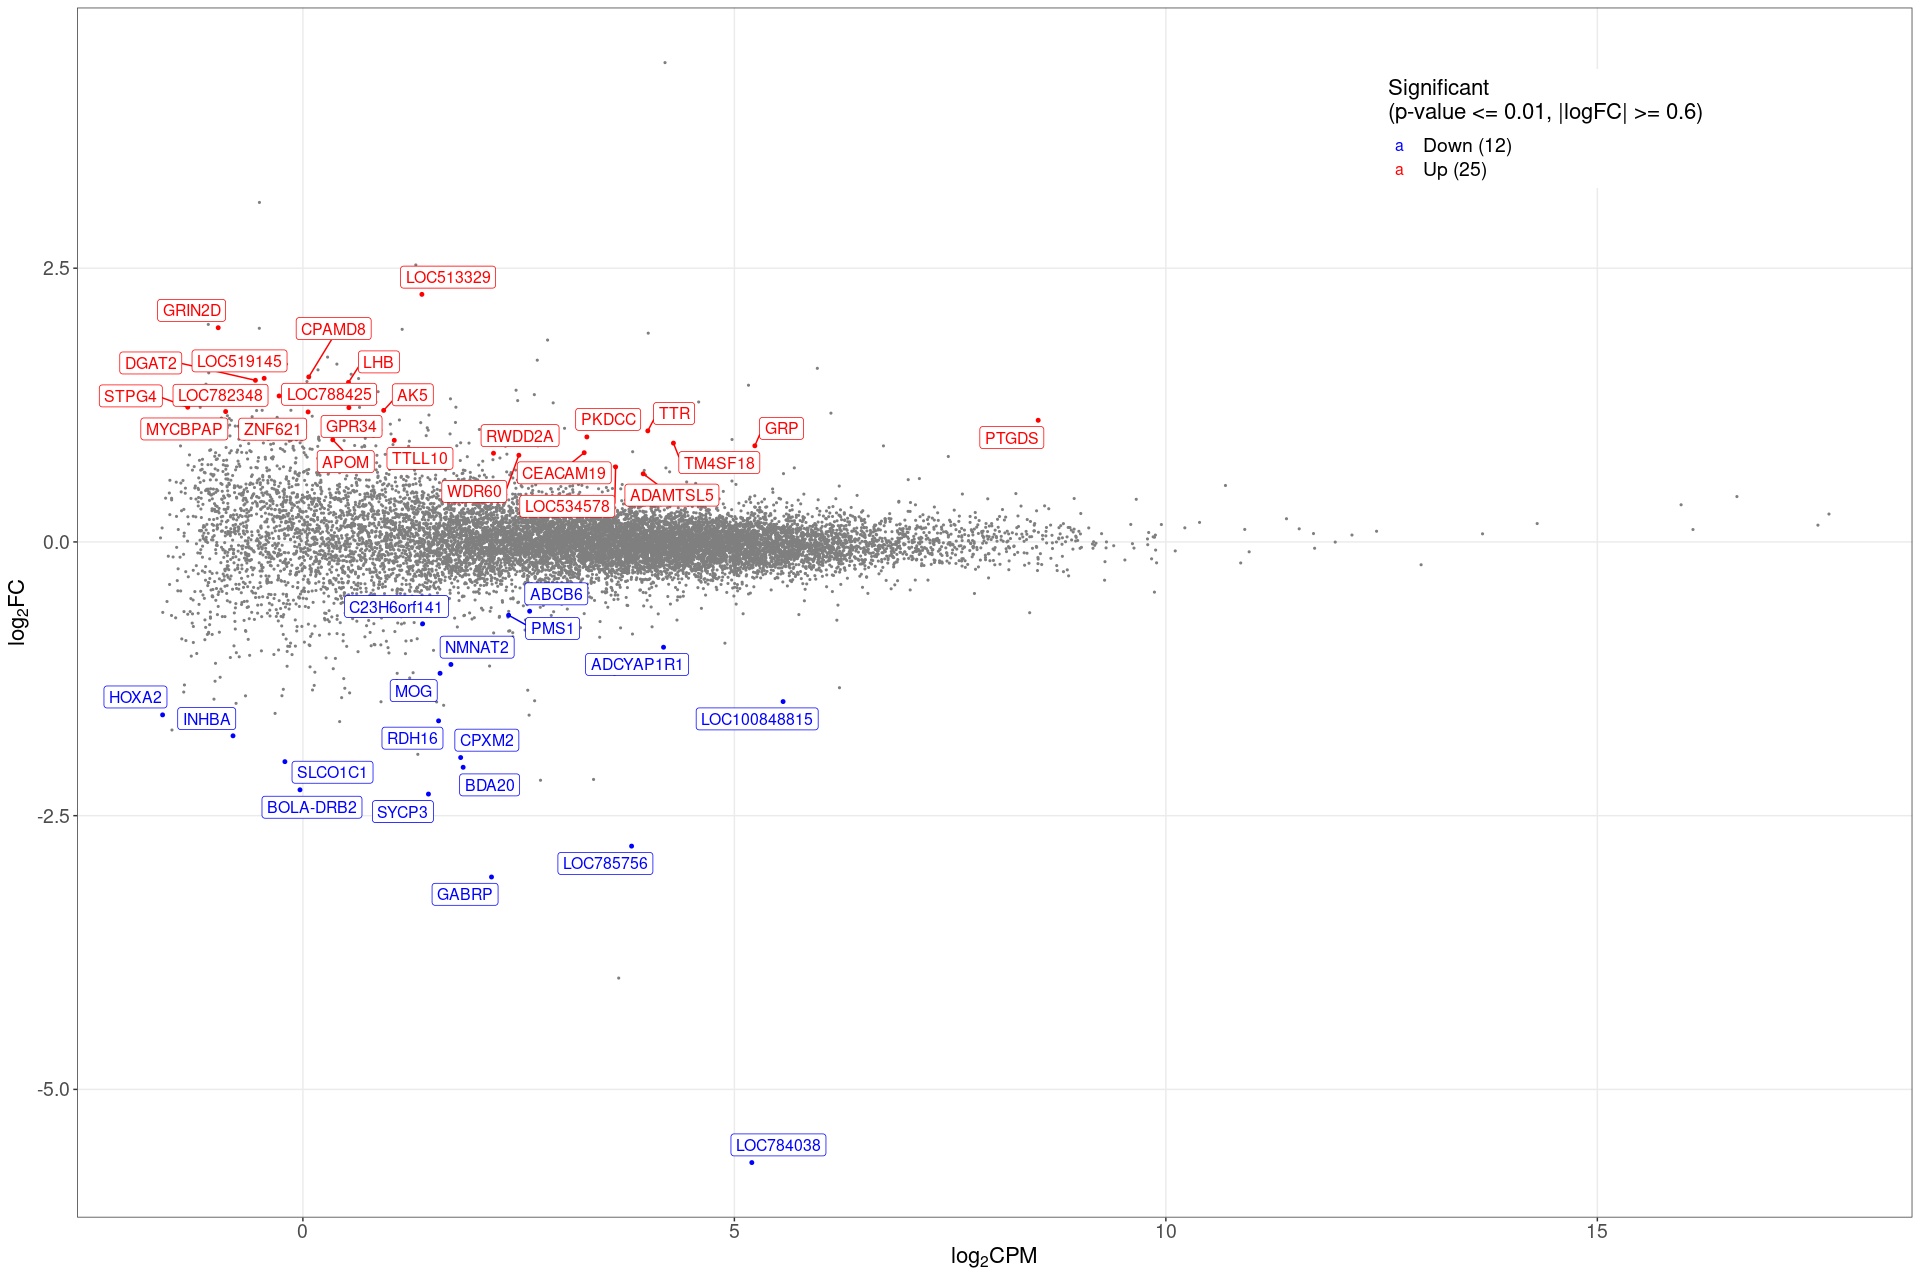 Significant
(p-value <= 0.01, |logFC| >= 0.6)
a Down (12)
a Up (25)
2.5
LOC513329
GRIN2D
CPAMD8
DGAT2
LOC519145
LHB
STPG4
LOC782348
LOC788425
AK5
MYCBPAP
ZNF621
GPR34
APOM
TTLL10
RWDD2A
PKDCC
TTR
GRP
PTGDS
WDR60
CEACAM19
TM4SF18
LOC534578
ADAMTSL5
0.0
ABCB6
C23H6orf141
PMS1
NMNAT2
ADCYAP1R1
MOG
HOXA2
INHBA
LOC100848815
RDH16
CPXM2
SLCO1C1
BDA20
BOLA-DRB2
SYCP3
-2.5
LOC785756
GABRP
-5.0
LOC784038
0 5 10 15
log2CPM
log2FC